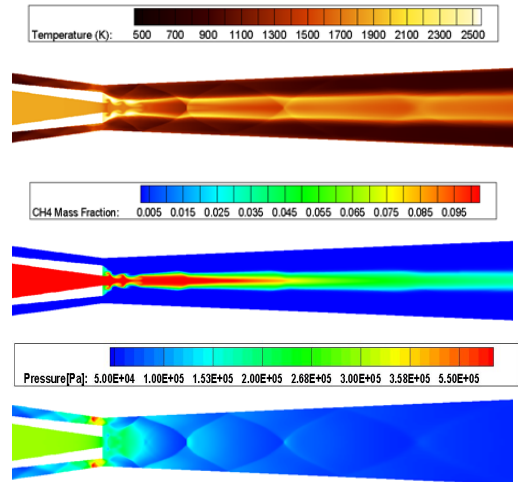 Temperature (K): 500 700 900 1100 1300 1500 1700 1900 2100 2300 2500
CH4 Mass Fraction: 0.005 0.015 0.025 0.035 0.045 0.055 0.065 0.075 0.085 0.095
Pressure[Pa]: 5.00E+04 1.00E+05 1.53E+05 2.00E+05 2.68E+05 3.00E+05 3.58E+05 5.50E+05